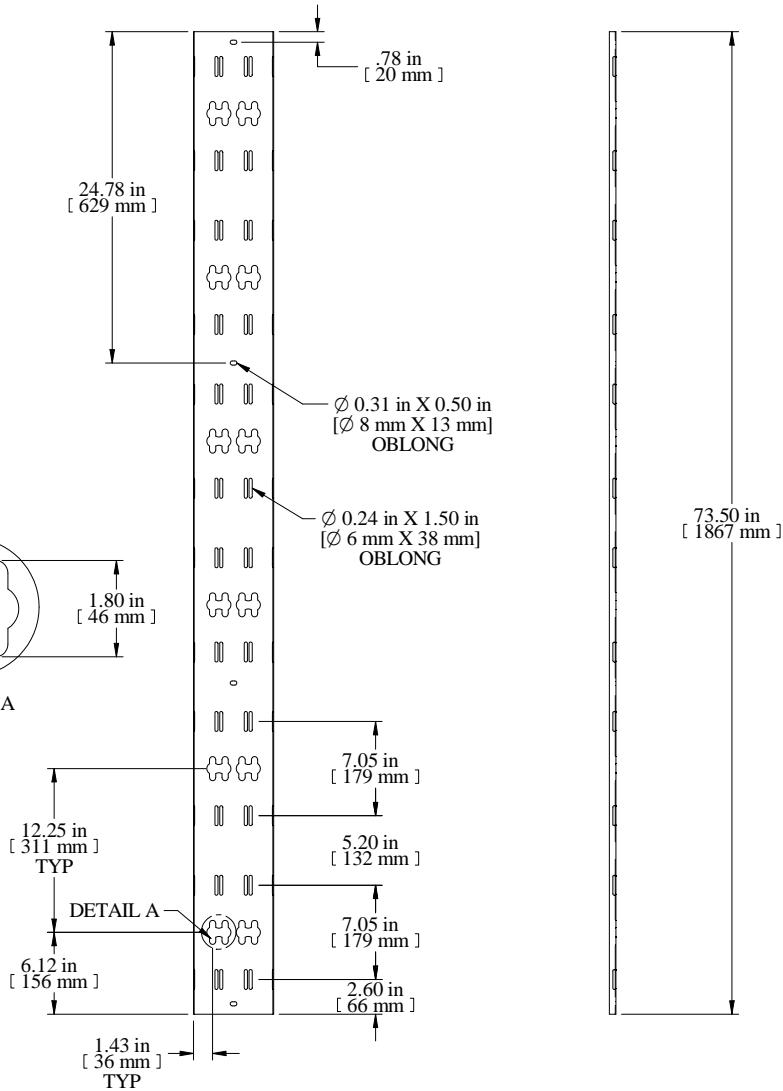 .78 in
[ 20 mm ]
24.78 in
[ 629 mm ]
Ø 0.31 in X 0.50 in
[Ø 8 mm X 13 mm]
OBLONG
Ø 0.24 in X 1.50 in
[Ø 6 mm X 38 mm]
OBLONG
73.50 in
[ 1867 mm ]
1.80 in
[ 46 mm ]
A
7.05 in
[ 179 mm ]
12.25 in
[ 311 mm ]
TYP
5.20 in
[ 132 mm ]
DETAIL A
7.05 in
[ 179 mm ]
6.12 in
[ 156 mm ]
2.60 in
[ 66 mm ]
1.43 in
[ 36 mm ]
TYP